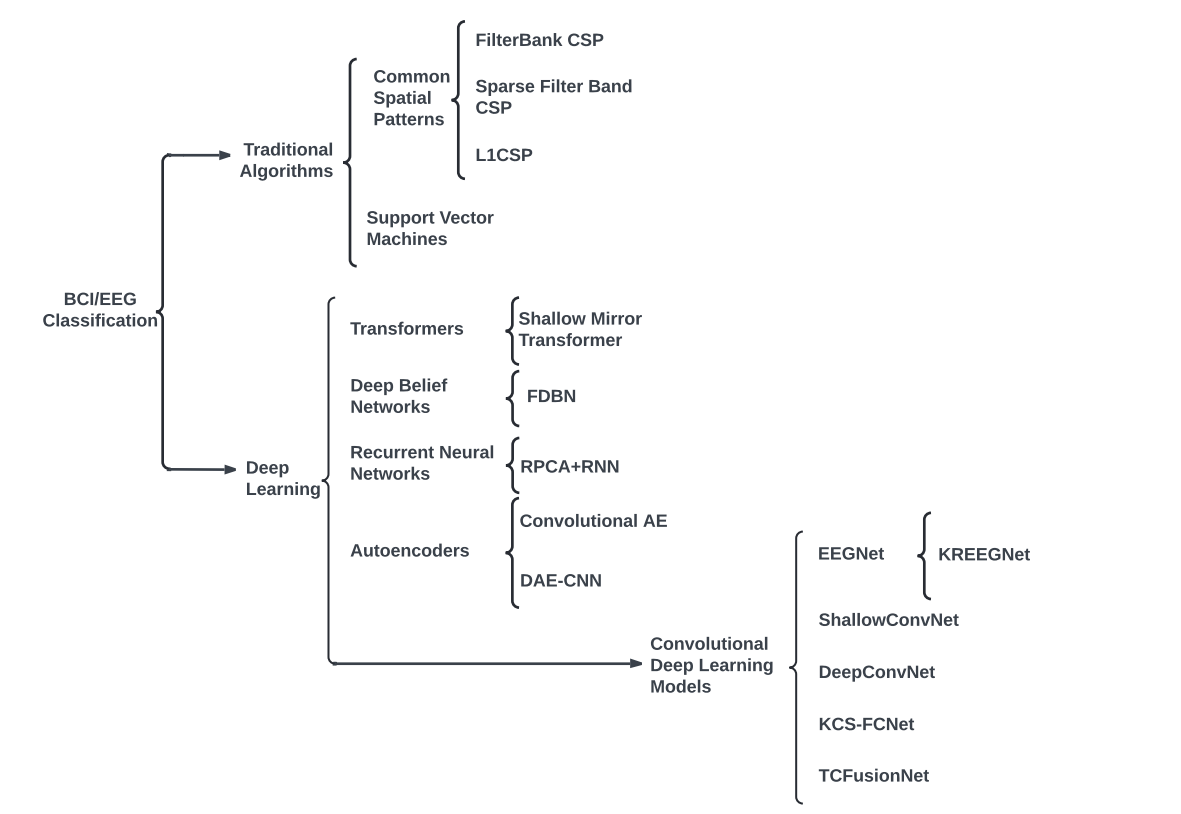 FilterBank CSP
Common
Spatial
Patterns
Sparse Filter Band
CSP
L1CSP
Traditional
Algorithms
Support Vector
Machines
BCI/EEG
Classification
Transformers
Shallow Mirror
Transformer
Deep Belief
Networks
FDBN
Recurrent Neural
Networks
RPCA+RNN
Deep
Learning
Autoencoders
Convolutional AE
DAE-CNN
Convolutional
Deep Learning
Models
EEGNet
KREEGNet
ShallowConvNet
DeepConvNet
KCS-FCNet
TCFusionNet